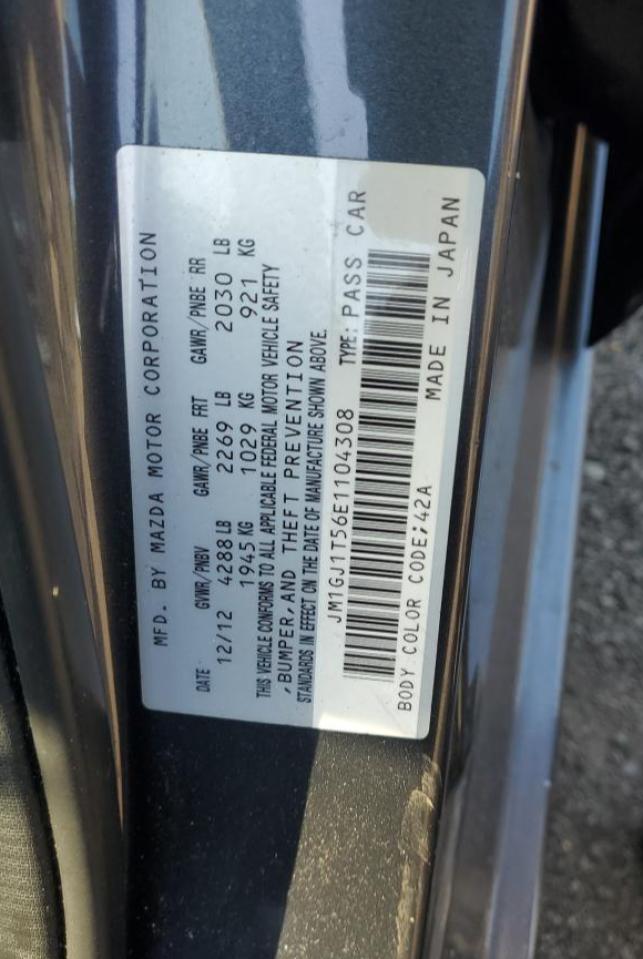 MFD. BY MAZDA MOTOR CORPORATION
DATE GVWR/PNBV GAWR/PNBE FRT GAWR/PNBE RR
12/12 4288 LB 2269 LB 2030 LB
1945 KG 1029 KG 921 KG
THIS VEHICLE CONFORMS TO ALL APPLICABLE FEDERAL MOTOR VEHICLE SAFETY
,BUMPER, AND THEFT PREVENTION
STANDARDS IN EFFECT ON THE DATE OF MANUFACTURE SHOWN ABOVE.
JM1GJ1T56E1104308 TYPE: PASS CAR
BODY COLOR CODE: 42A MADE IN JAPAN